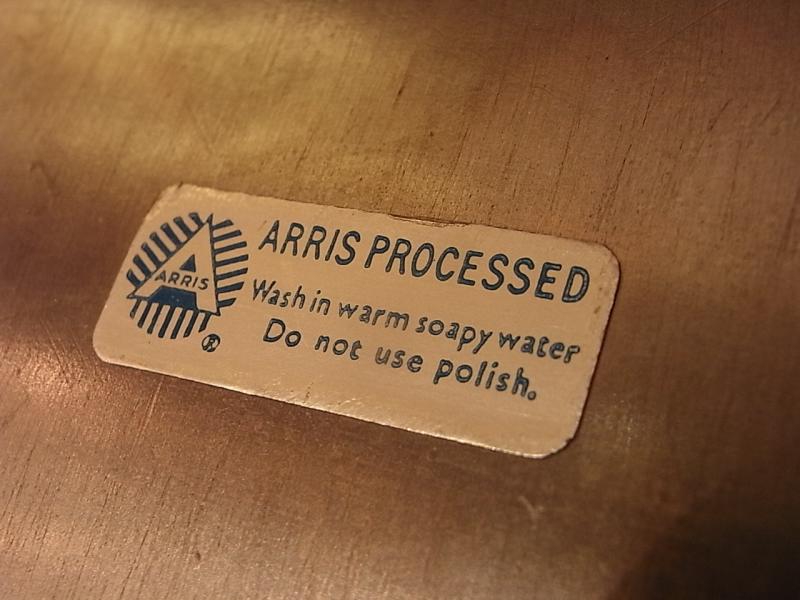 ARRIS
®
ARRIS PROCESSED
Wash in warm soapy water
Do not use polish.